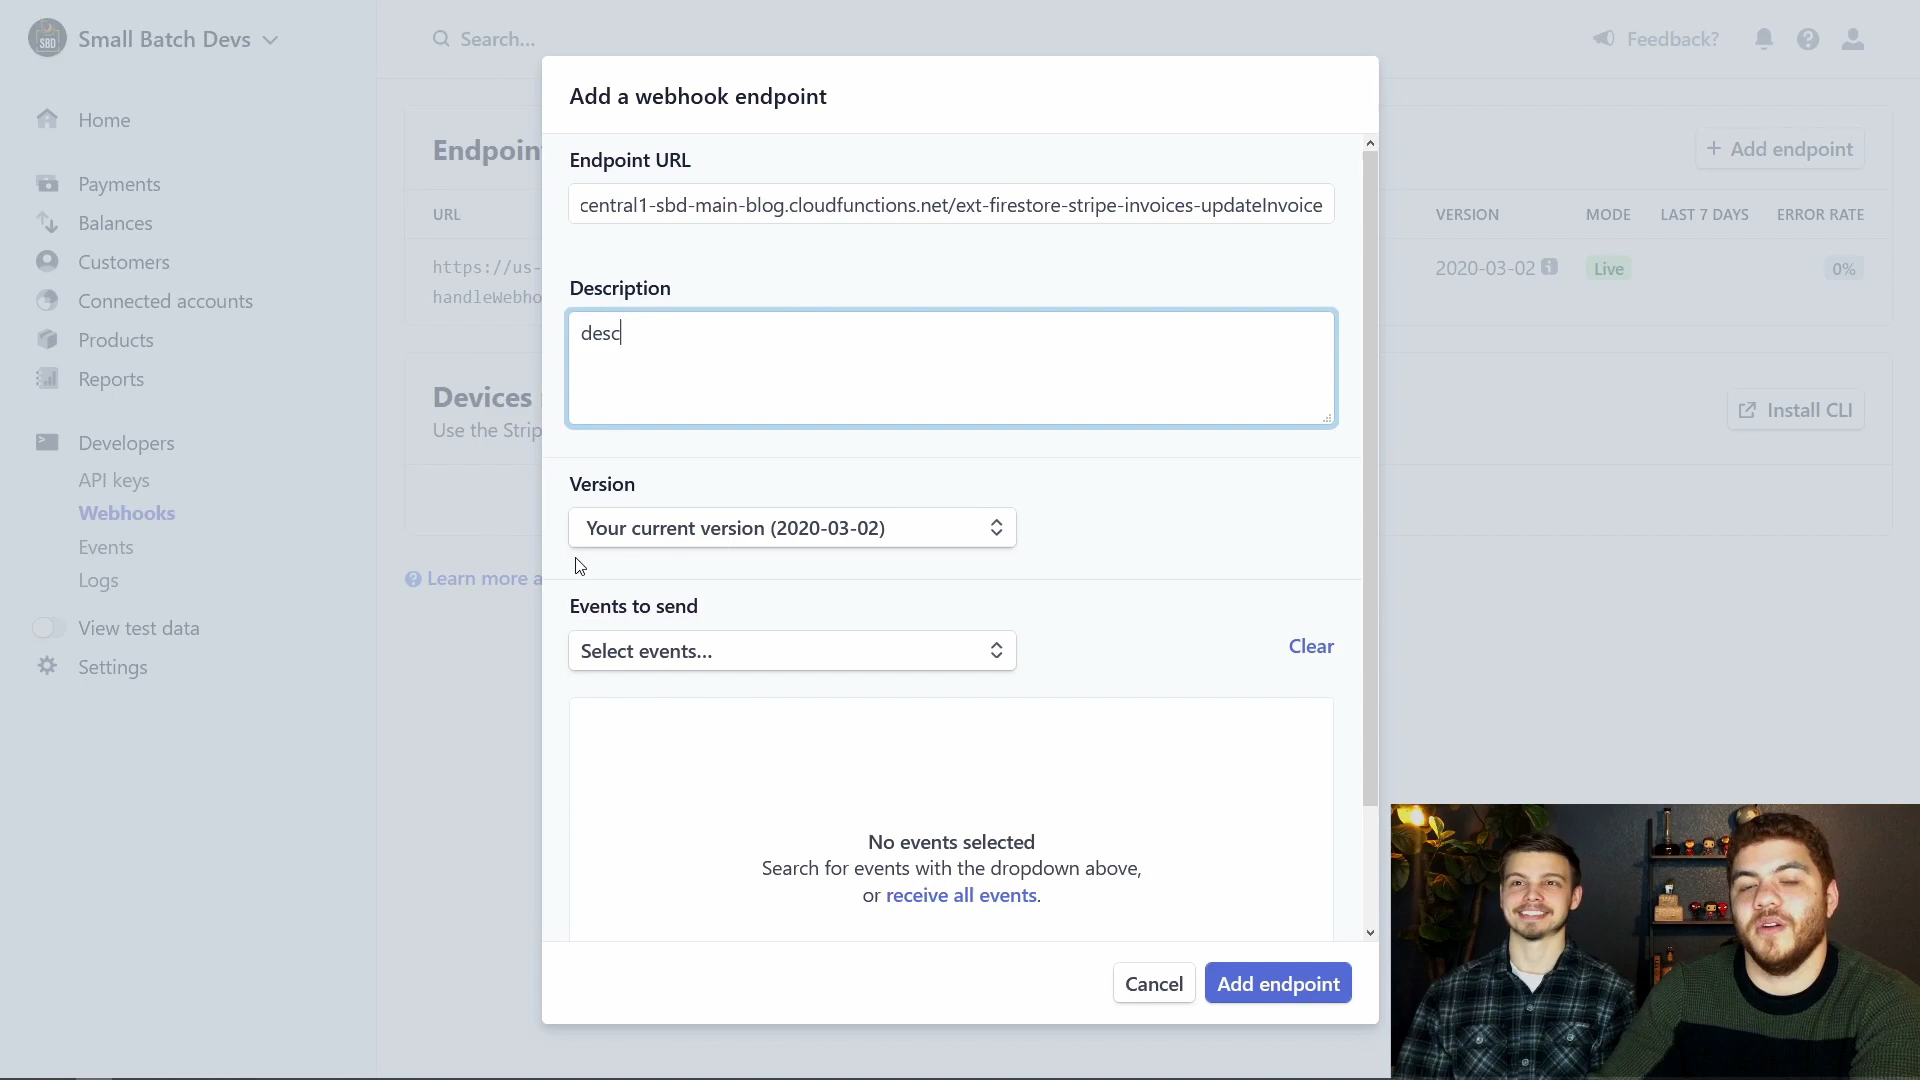 SBD
Small Batch Devs
Search...
Feedback?
Home
Payments
Balances
Customers
Connected accounts
Products
Reports
Developers
API keys
Webhooks
Events
Logs
View test data
Settings
Endpoin
+ Add endpoint
URL
VERSION
MODE
LAST 7 DAYS
ERROR RATE
https://us-
handleWebho
2020-03-02
Live
0%
Devices
Use the Strip
Install CLI
Learn more a
Add a webhook endpoint
Endpoint URL
central1-sbd-main-blog.cloudfunctions.net/ext-firestore-stripe-invoices-updateInvoice
Description
desc
Version
Your current version (2020-03-02)
Events to send
Select events...
Clear
No events selected
Search for events with the dropdown above,
or receive all events.
Cancel
Add endpoint